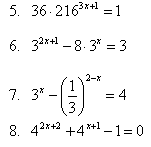 5. 36·216^{3x+1} = 1
6. 3^{2x+1} − 8·3^x = 3
7. 3^x − (1/3)^{2−x} = 4
8. 4^{2x+2} + 4^{x+1} − 1 = 0